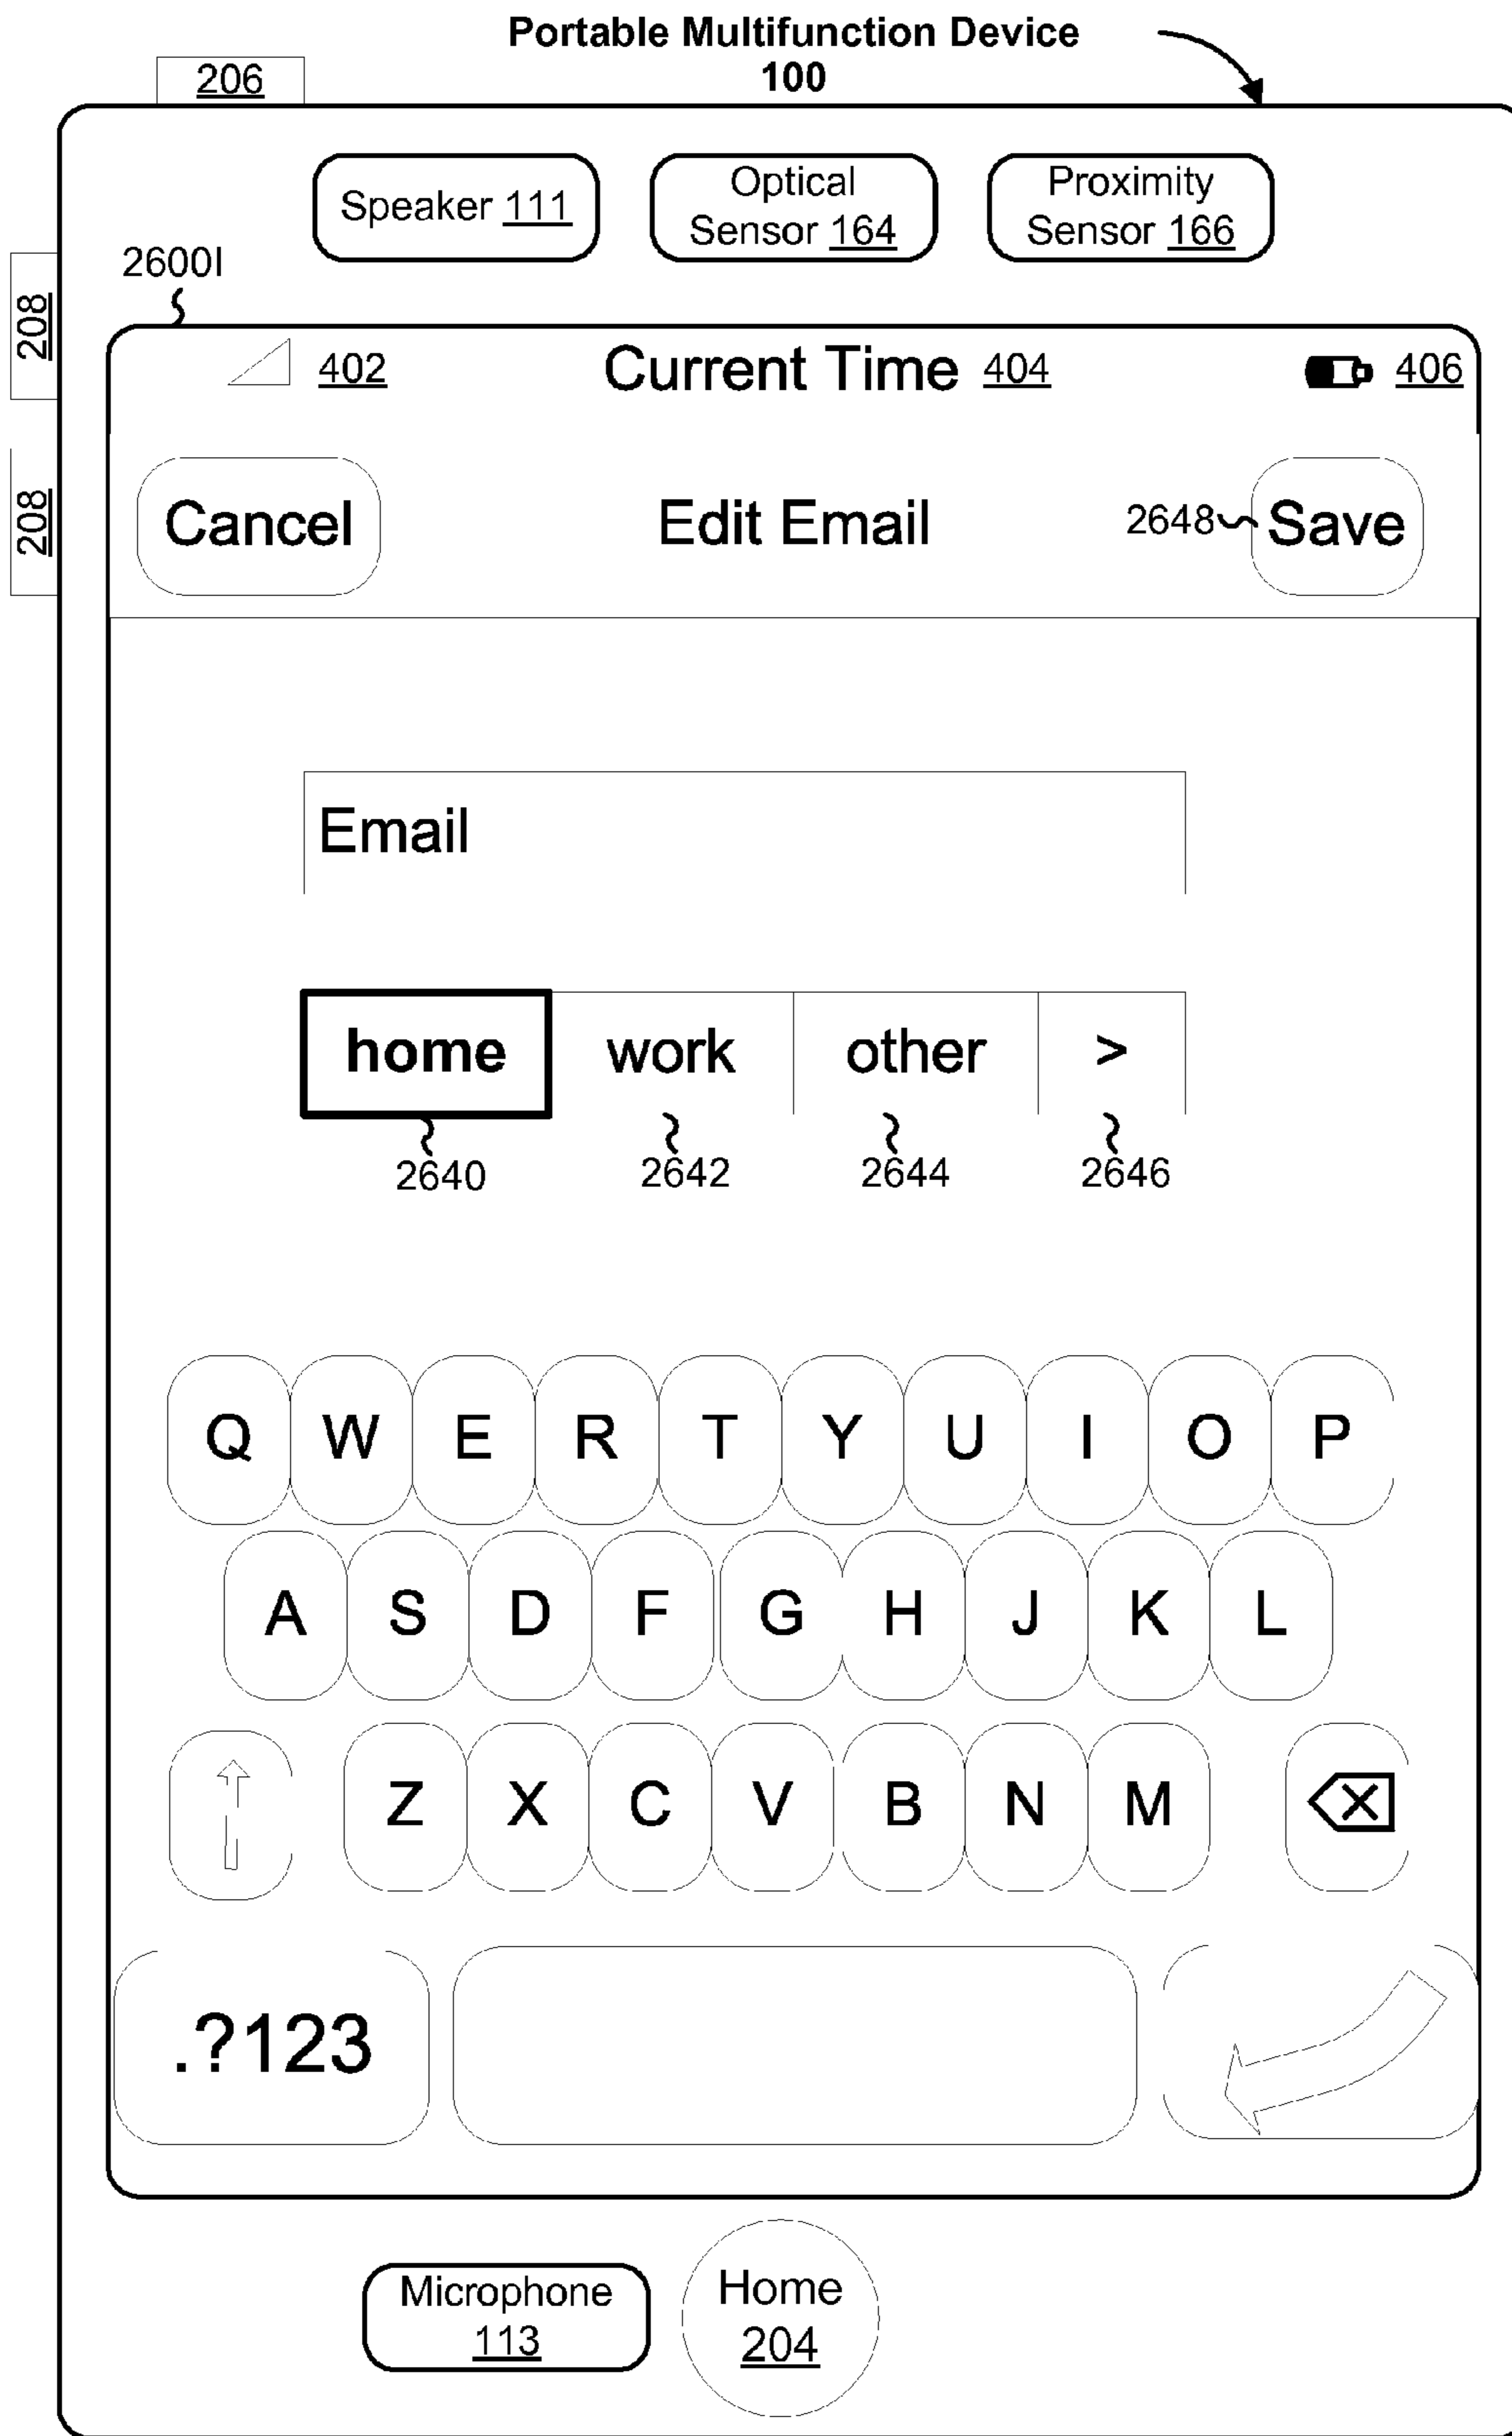 Portable Multifunction Device
100
206
Speaker 111
Optical
Sensor 164
Proximity
Sensor 166
2600I
208
402
Current Time 404
406
208
Cancel
Edit Email
2648
Save
Email
home
work
other
>
2640
2642
2644
2646
Q W E R T Y U I O P
A S D F G H J K L
Z X C V B N M
.?123
Microphone
113
Home
204